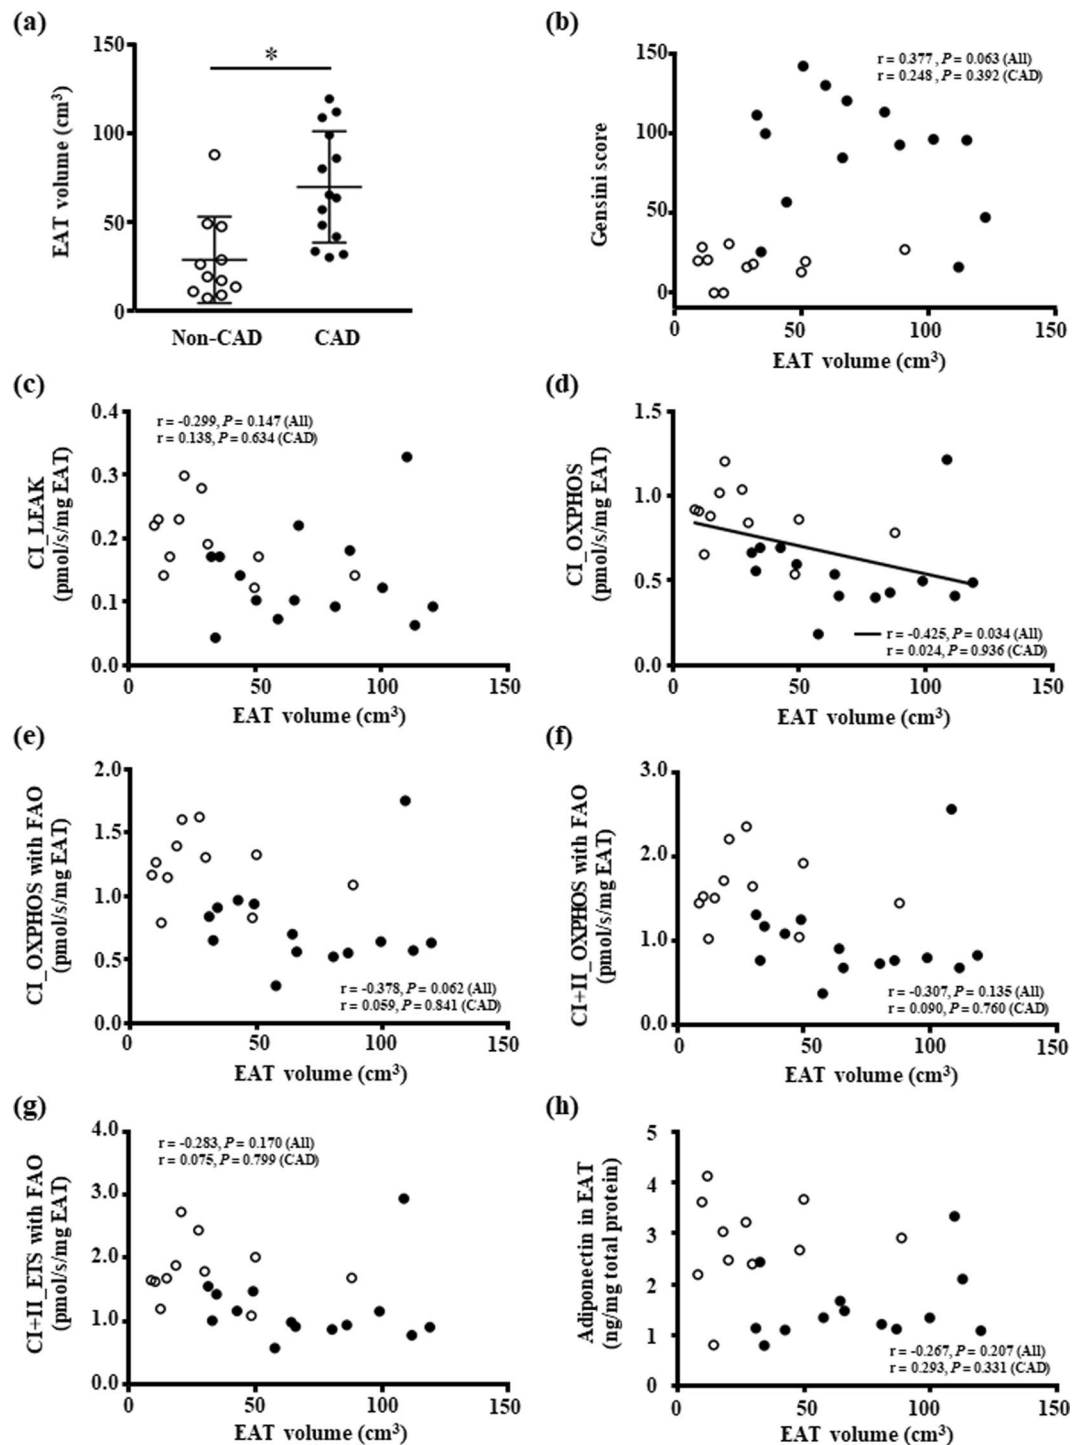 (a)
150
100
50
0
EAT volume (cm³)
*
Non-CAD
CAD
(b)
150
100
50
0
Gensini score
r = 0.377 , P = 0.063 (All)
r = 0.248 , P = 0.392 (CAD)
0 50 100 150
EAT volume (cm³)
(c)
0.4
0.3
0.2
0.1
0.0
CI_LEAK
(pmol/s/mg EAT)
r = -0.299, P = 0.147 (All)
r = 0.138, P = 0.634 (CAD)
0 50 100 150
EAT volume (cm³)
(d)
1.5
1.0
0.5
0.0
CI_OXPHOS
(pmol/s/mg EAT)
r = -0.425, P = 0.034 (All)
r = 0.024, P = 0.936 (CAD)
0 50 100 150
EAT volume (cm³)
(e)
2.0
1.5
1.0
0.5
0.0
CI_OXPHOS with FAO
(pmol/s/mg EAT)
r = -0.378, P = 0.062 (All)
r = 0.059, P = 0.841 (CAD)
0 50 100 150
EAT volume (cm³)
(f)
3.0
2.0
1.0
0.0
CI+II_OXPHOS with FAO
(pmol/s/mg EAT)
r = -0.307, P = 0.135 (All)
r = 0.090, P = 0.760 (CAD)
0 50 100 150
EAT volume (cm³)
(g)
4.0
3.0
2.0
1.0
0.0
CI+II_ETS with FAO
(pmol/s/mg EAT)
r = -0.283, P = 0.170 (All)
r = 0.075, P = 0.799 (CAD)
0 50 100 150
EAT volume (cm³)
(h)
5
4
3
2
1
0
Adiponectin in EAT
(ng/mg total protein)
r = -0.267, P = 0.207 (All)
r = 0.293, P = 0.331 (CAD)
0 50 100 150
EAT volume (cm³)